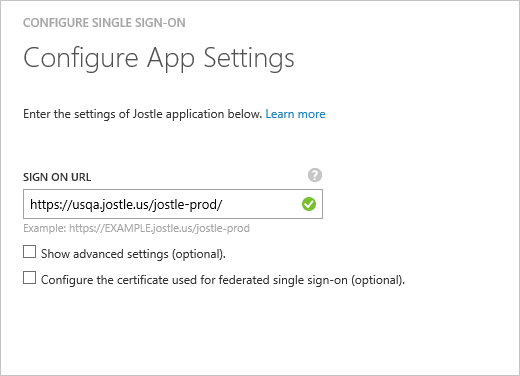 CONFIGURE SINGLE SIGN-ON
Configure App Settings
Enter the settings of Jostle application below. Learn more
SIGN ON URL ?
https://usqa.jostle.us/jostle-prod/
Example: https://EXAMPLE.jostle.us/jostle-prod
Show advanced settings (optional).
Configure the certificate used for federated single sign-on (optional).